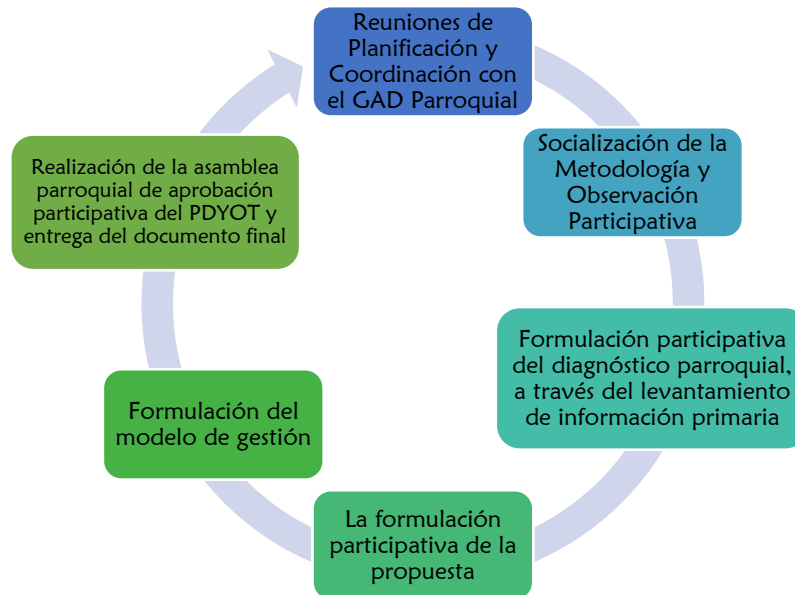 Reuniones de
Planificación y
Coordinación con
el GAD Parroquial
Socialización de la
Metodología y
Observación
Participativa
Formulación participativa
del diagnóstico parroquial,
a través del levantamiento
de información primaria
La formulación
participativa de la
propuesta
Formulación del
modelo de gestión
Realización de la asamblea
parroquial de aprobación
participativa del PDYOT y
entrega del documento final